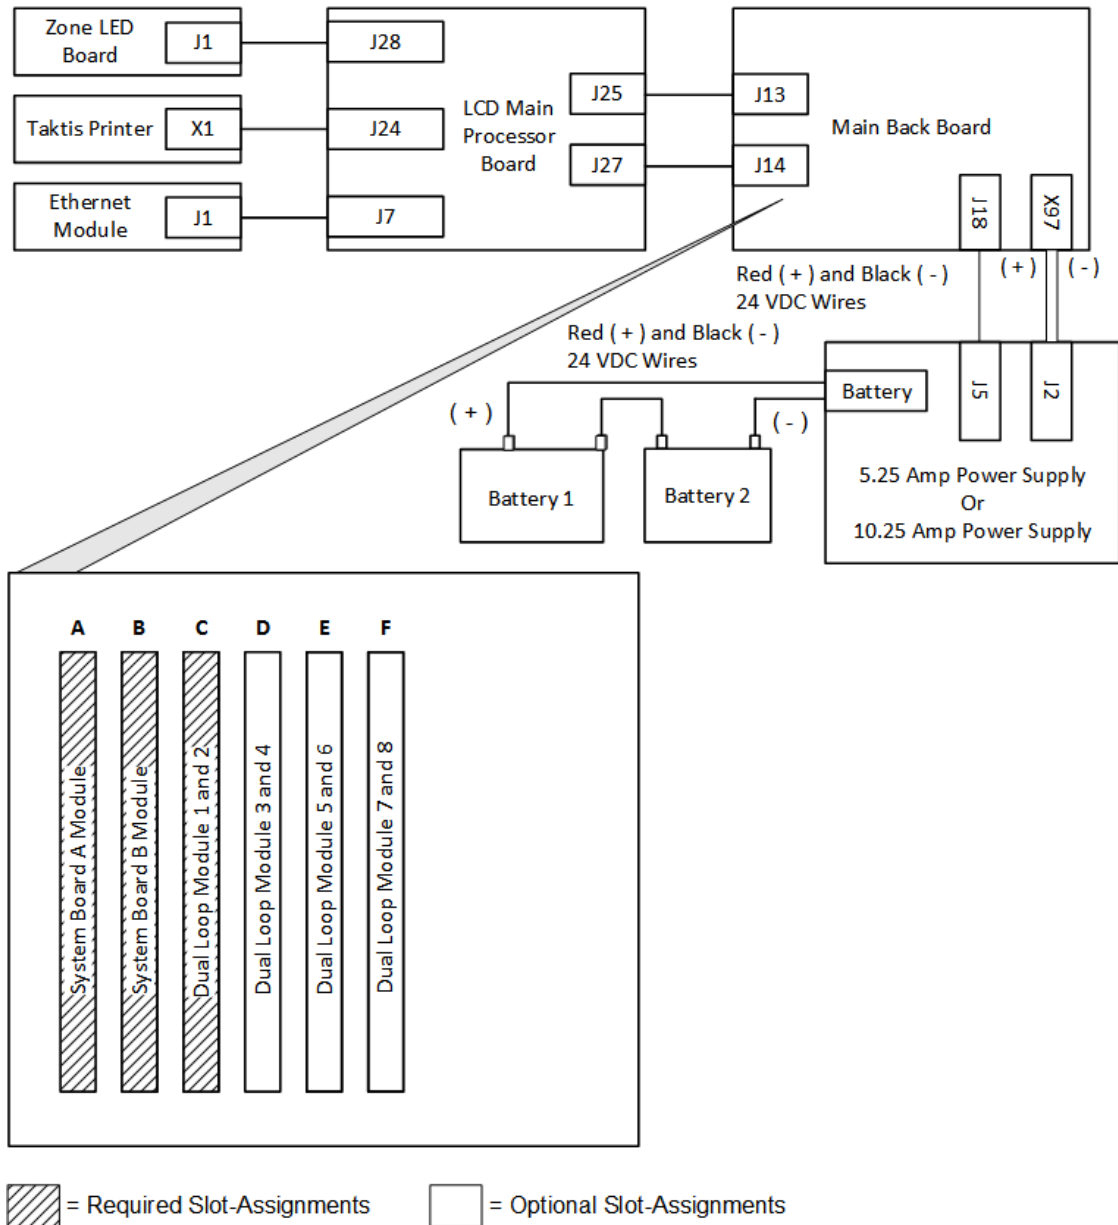 Zone LED
Board
J1
J28
Taktis Printer
X1
J24
Ethernet
Module
J1
J7
LCD Main
Processor
Board
J25
J27
J13
J14
Main Back Board
J18
X97
Red ( + ) and Black ( - )
24 VDC Wires
( + )
( - )
Red ( + ) and Black ( - )
24 VDC Wires
( + )
( - )
Battery
J5
J2
Battery 1
Battery 2
5.25 Amp Power Supply
Or
10.25 Amp Power Supply
A
B
C
D
E
F
System Board A Module
System Board B Module
Dual Loop Module 1 and 2
Dual Loop Module 3 and 4
Dual Loop Module 5 and 6
Dual Loop Module 7 and 8
= Required Slot-Assignments
= Optional Slot-Assignments